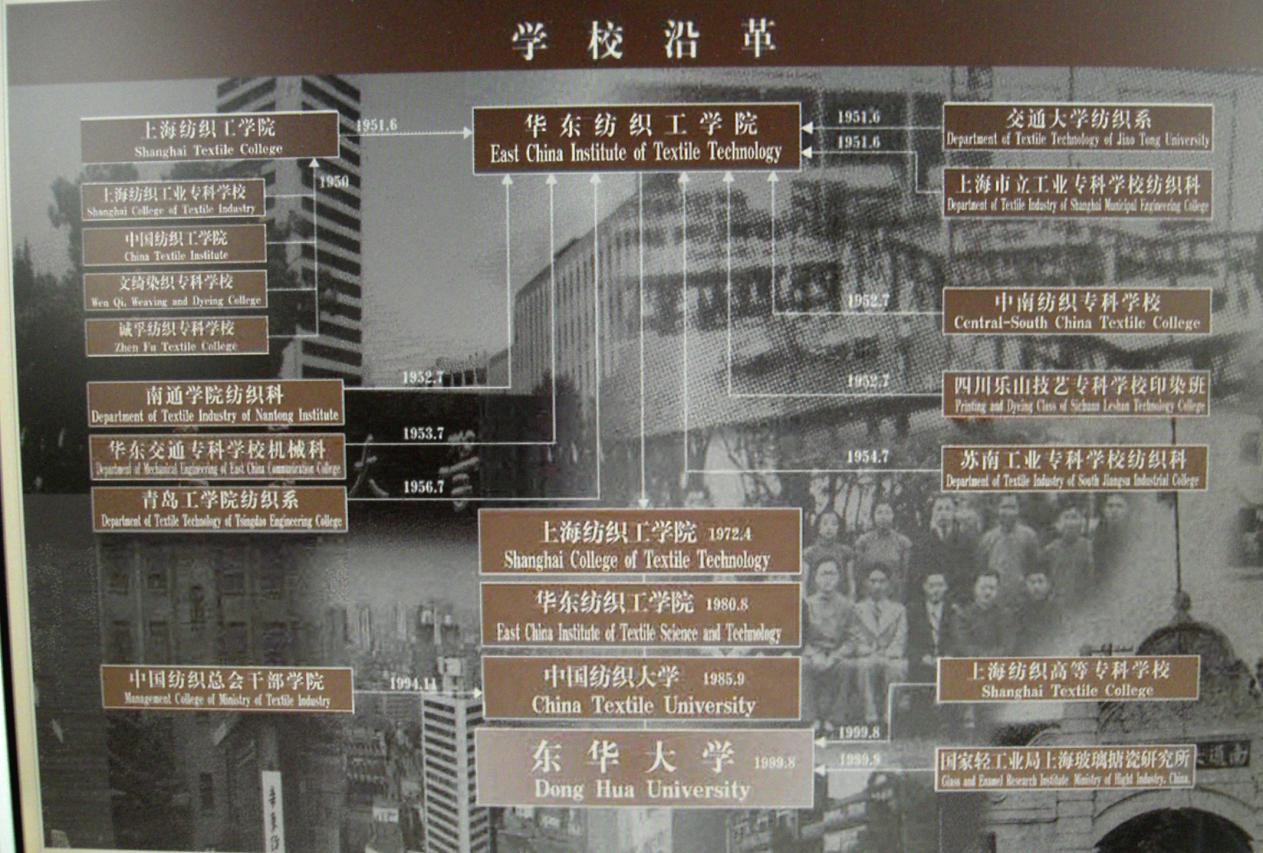 学校沿革
上海纺织工学院
Shanghai Textile College
1951.6
华东纺织工学院
East China Institute of Textile Technology
1951.6
1951.6
交通大学纺织系
Department of Textile Technology of Jiao Tong University
1950
上海纺织工业专科学校
Shanghai College of Textile Industry
上海市立工业专科学校纺织科
Department of Textile Industry of Shanghai Municipal Engineering College
中国纺织工学院
China Textile Institute
文绮染织专科学校
Wen Qi, Weaving and Dyeing College
诚孚纺织专科学校
Zhen Fu Textile College
1952.7
中南纺织专科学校
Central-South China Textile College
南通学院纺织科
Department of Textile Industry of Nantong Institute
1952.7
1952.7
四川乐山技艺专科学校印染班
Printing and Dyeing Class of Sichuan Leshan Technology College
华东交通专科学校机械科
Department of Mechanical Engineering of East China Communication College
1953.7
1954.7
苏南工业专科学校纺织科
Department of Textile Industry of South Jiangsu Industrial College
青岛工学院纺织系
Department of Textile Technology of Tsingdao Engineering College
1956.7
上海纺织工学院 1972.4
Shanghai College of Textile Technology
华东纺织工学院 1980.8
East China Institute of Textile Science and Technology
中国纺织总会干部学院
Management College of Ministry of Textile Industry
1994.11
中国纺织大学 1985.9
China Textile University
上海纺织高等专科学校
Shanghai Textile College
1999.8
东华大学 1999.8
Dong Hua University
1999.9
国家轻工业局上海玻璃搪瓷研究所
Glass and Enamel Research Institute Ministry of Hight Industry, China.